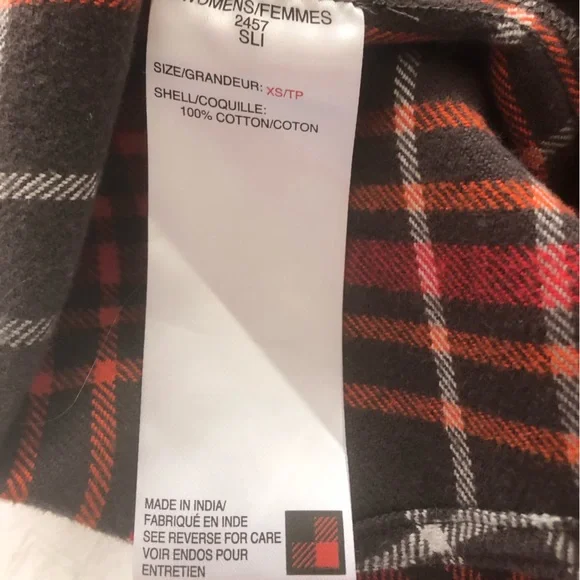 WOMENS/FEMMES
2457
SLI
SIZE/GRANDEUR: XS/TP
SHELL/COQUILLE:
100% COTTON/COTON
MADE IN INDIA/
FABRIQUÉ EN INDE
SEE REVERSE FOR CARE
VOIR ENDOS POUR
ENTRETIEN